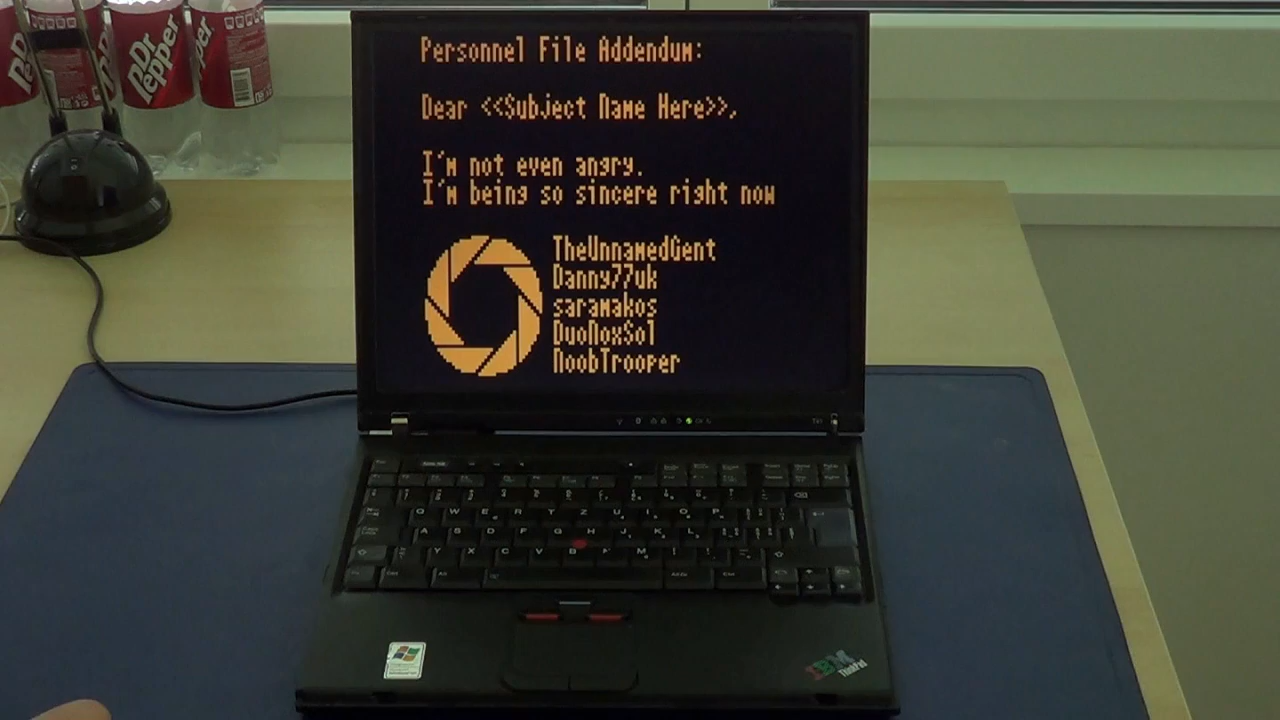 Personnel File Addendum:
Dear <<Subject Name Here>>,
I'm not even angry.
I'm being so sincere right now
TheUnnamedGent
Danny77uk
saramakos
DuoNoxSol
NoobTrooper
Dr Pepper
Q W E R T Z U I O P
A S D F G H J K L
Y X C V B N M
IBM
ThinkPad